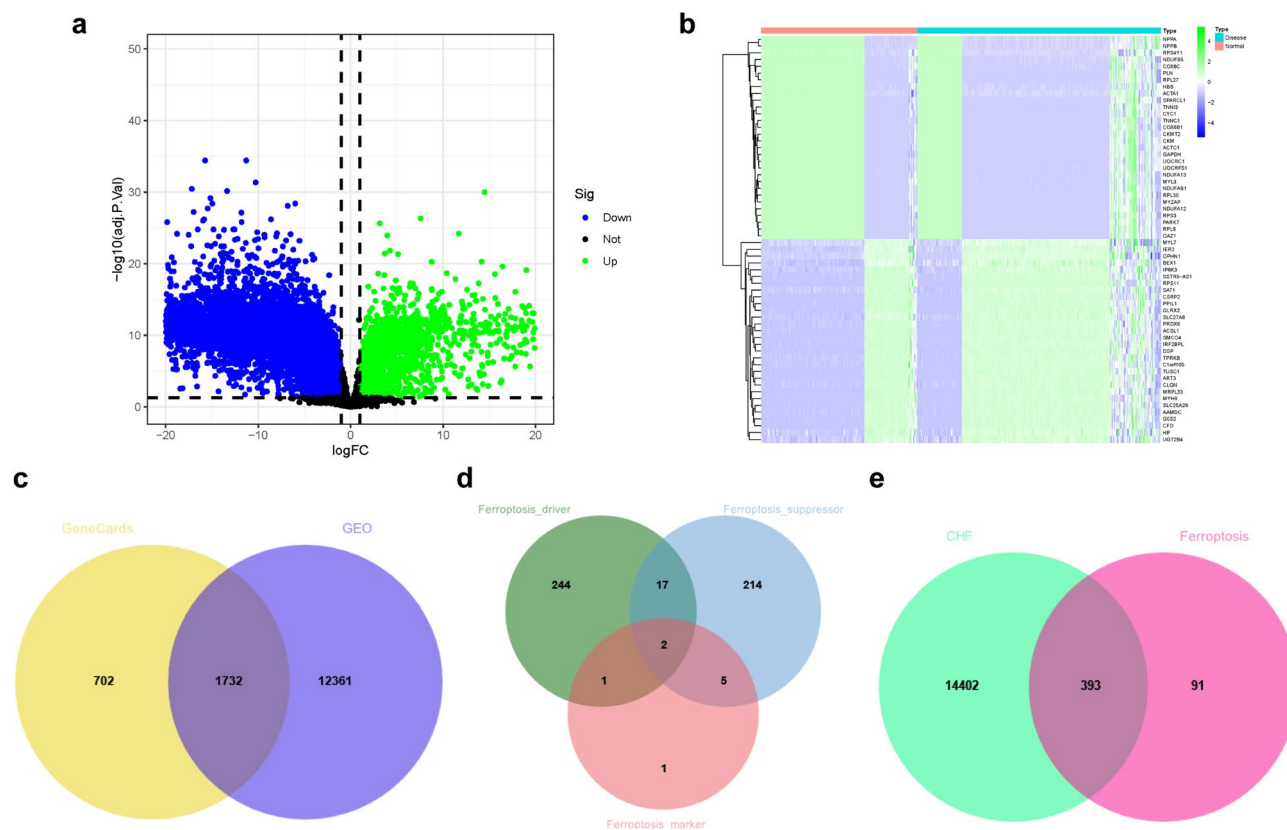 a
50
40
30
20
10
0
-log10(adj.P.Val)
-20
-10
0
10
20
logFC
Sig
Down
Not
Up
b
Type
NPPA
NPPB
RPS4Y1
NDUFB5
COX6C
PLN
RPL27
HBB
ACTA1
SPARCL1
TNNI3
CYC1
TNNC1
COX6B1
CKMT2
CKM
ACTC1
GAPDH
UQCRC1
UQCRFS1
NDUFA13
MYL3
NDUFAB1
RPL30
MYZAP
NDUFA12
RPS3
PARK7
RPL8
OAZ1
MYL7
IER2
OPHN1
BEX1
IP6K3
SSTR5-AS1
RPS11
SAT1
CSRP2
PPIL1
GLRX2
SLC27A6
PRDX6
ACSL1
SMCO4
IRF2BPL
DSP
TPRKB
C1orf105
TUSC1
ART3
CLGN
MRPL33
MYH6
SLC25A26
AAMDC
G0S2
CFD
HP
UGT2B4
4
2
0
-2
-4
Type
Disease
Normal
c
GeneCards
GEO
702
1732
12361
d
Ferroptosis_driver
Ferroptosis_suppressor
244
17
214
2
1
5
1
Ferroptosis_marker
e
CHF
Ferroptosis
14402
393
91